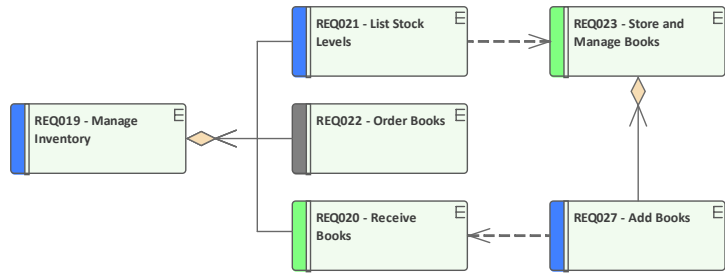 REQ021 - List Stock
Levels
E
REQ023 - Store and
Manage Books
E
REQ019 - Manage
Inventory
E
REQ022 - Order Books
E
REQ020 - Receive
Books
E
REQ027 - Add Books
E